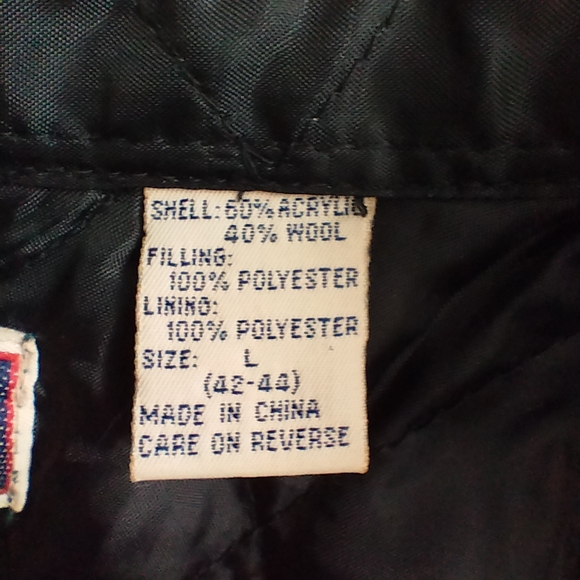 SHELL: 60% ACRYLIC
40% WOOL
FILLING:
100% POLYESTER
LINING:
100% POLYESTER
SIZE: L
(42-44)
MADE IN CHINA
CARE ON REVERSE